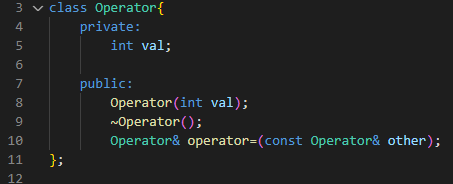 3 class Operator{
4     private:
5         int val;
6
7     public:
8         Operator(int val);
9         ~Operator();
10         Operator& operator=(const Operator& other);
11 };
12